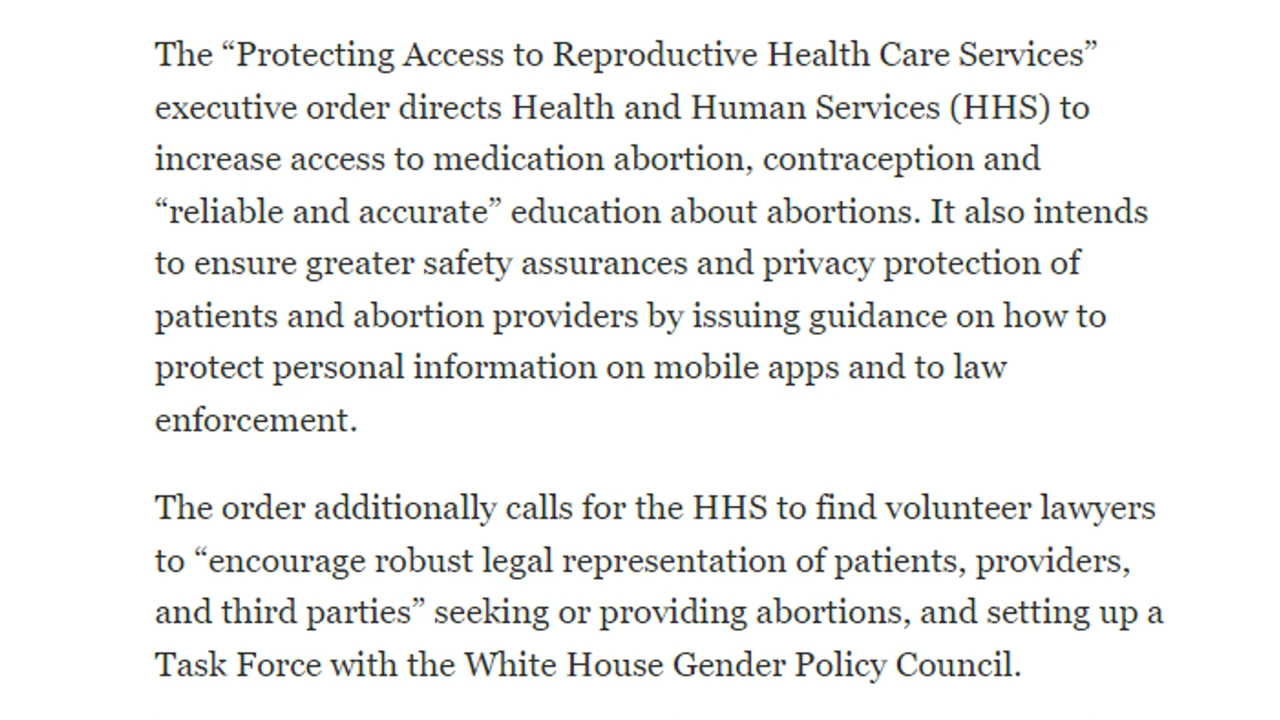 The “Protecting Access to Reproductive Health Care Services”
executive order directs Health and Human Services (HHS) to
increase access to medication abortion, contraception and
“reliable and accurate” education about abortions. It also intends
to ensure greater safety assurances and privacy protection of
patients and abortion providers by issuing guidance on how to
protect personal information on mobile apps and to law
enforcement.
The order additionally calls for the HHS to find volunteer lawyers
to “encourage robust legal representation of patients, providers,
and third parties” seeking or providing abortions, and setting up a
Task Force with the White House Gender Policy Council.